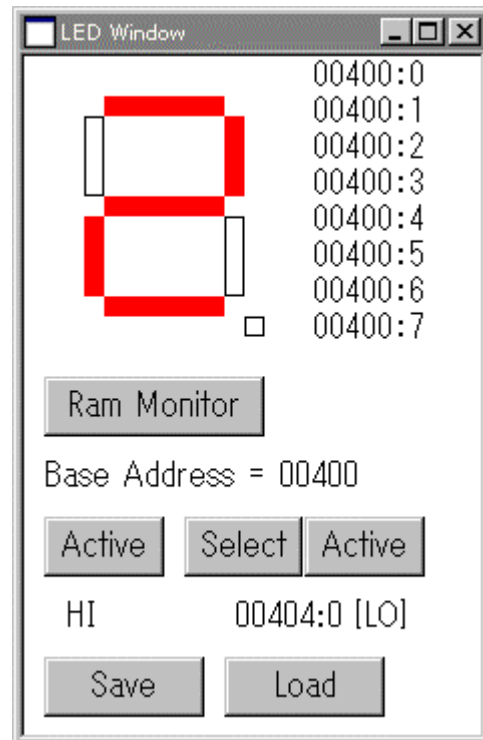 LED Window
00400:0
00400:1
00400:2
00400:3
00400:4
00400:5
00400:6
00400:7
Ram Monitor
Base Address = 00400
Active Select Active
HI 00404:0 [LO]
Save Load